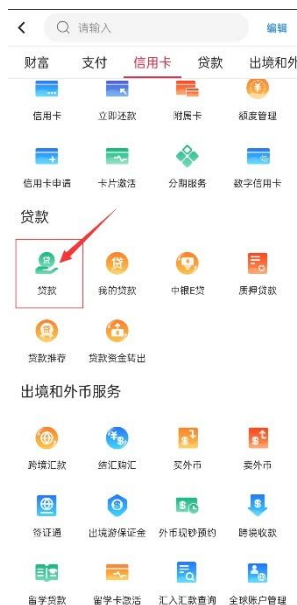 请输入 编辑
财富 支付 信用卡 贷款 出境和外
信用卡 立即还款 附属卡 额度管理
信用卡申请 卡片激活 分期服务 数字信用卡
贷款
贷款 我的贷款 中银E贷 质押贷款
贷款推荐 贷款资金转出
出境和外币服务
跨境汇款 结汇购汇 买外币 卖外币
签证通 出境游保证金 外币现钞预约 跨境收款
留学贷款 留学卡激活 汇入汇款查询 全球账户管理